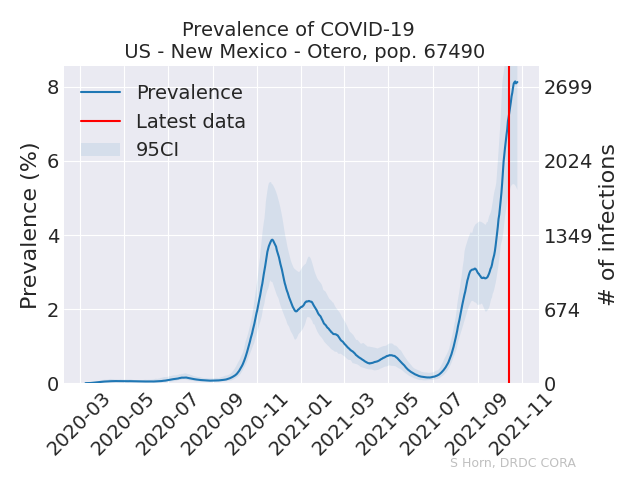 Prevalence of COVID-19
US - New Mexico - Otero, pop. 67490
Prevalence (%)
8
6
4
2
0
Prevalence
Latest data
95CI
2699
2024
1349
674
0
# of infections
2020-03
2020-05
2020-07
2020-09
2020-11
2021-01
2021-03
2021-05
2021-07
2021-09
2021-11
S Horn, DRDC CORA